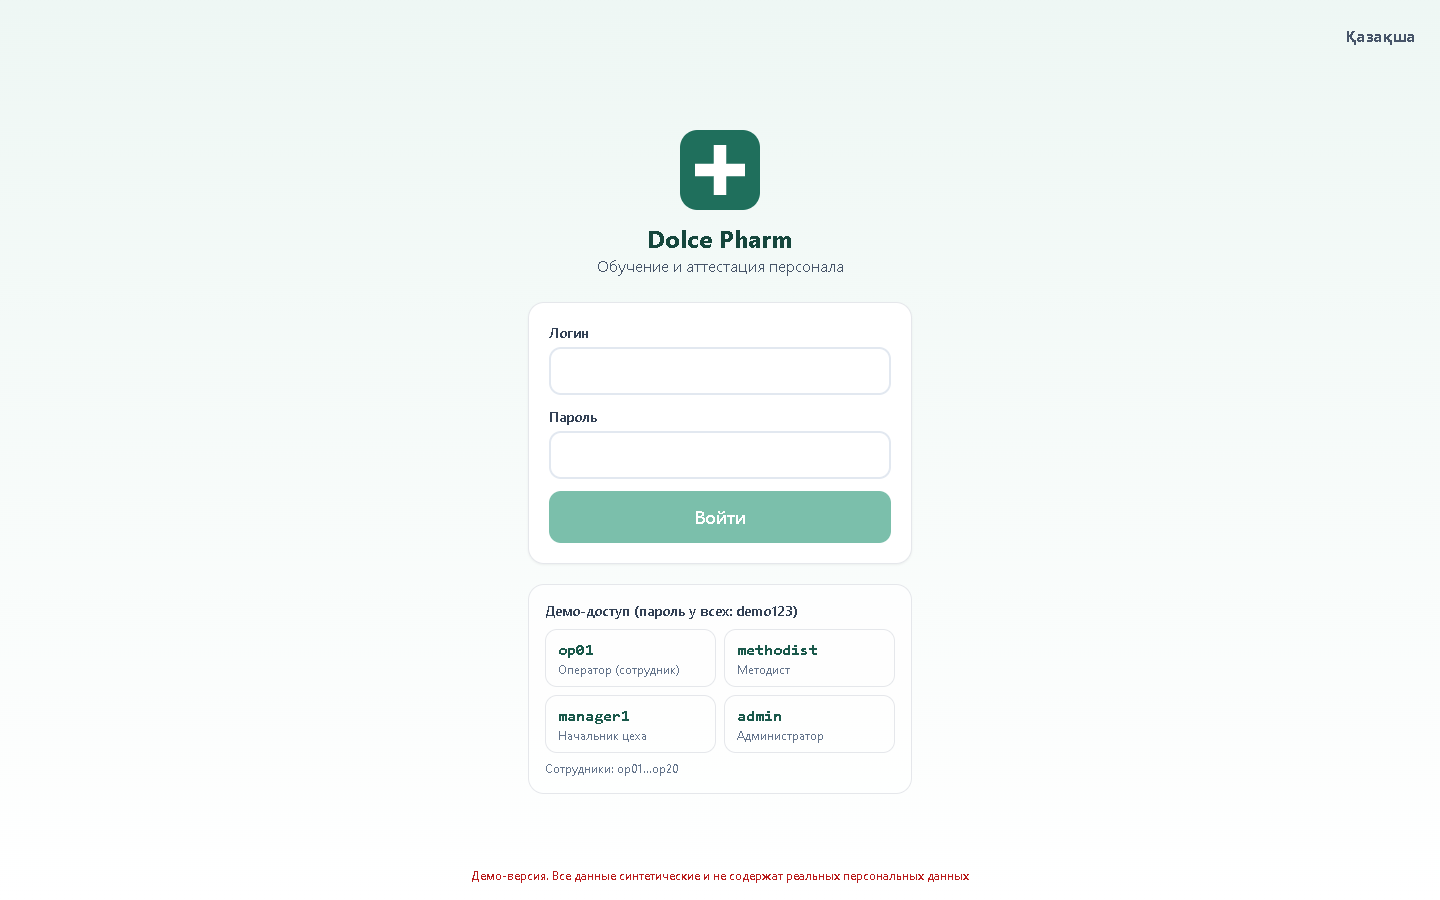 Қазақша
Dolce Pharm
Обучение и аттестация персонала
Логин
Пароль
Войти
Демо-доступ (пароль у всех: demo123)
op01
Оператор (сотрудник)
methodist
Методист
manager1
Начальник цеха
admin
Администратор
Сотрудники: op01...op20
Демо-версия. Все данные синтетические и не содержат реальных персональных данных